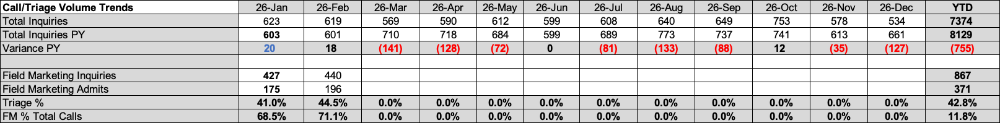 Call/Triage Volume Trends 26-Jan 26-Feb 26-Mar 26-Apr 26-May 26-Jun 26-Jul 26-Aug 26-Sep 26-Oct 26-Nov 26-Dec YTD
Total Inquiries 623 619 569 590 612 599 608 640 649 753 578 534 7374
Total Inquiries PY 603 601 710 718 684 599 689 773 737 741 613 661 8129
Variance PY 20 18 (141) (128) (72) 0 (81) (133) (88) 12 (35) (127) (755)
Field Marketing Inquiries 427 440 867
Field Marketing Admits 175 196 371
Triage % 41.0% 44.5% 0.0% 0.0% 0.0% 0.0% 0.0% 0.0% 0.0% 0.0% 0.0% 0.0% 42.8%
FM % Total Calls 68.5% 71.1% 0.0% 0.0% 0.0% 0.0% 0.0% 0.0% 0.0% 0.0% 0.0% 0.0% 11.8%